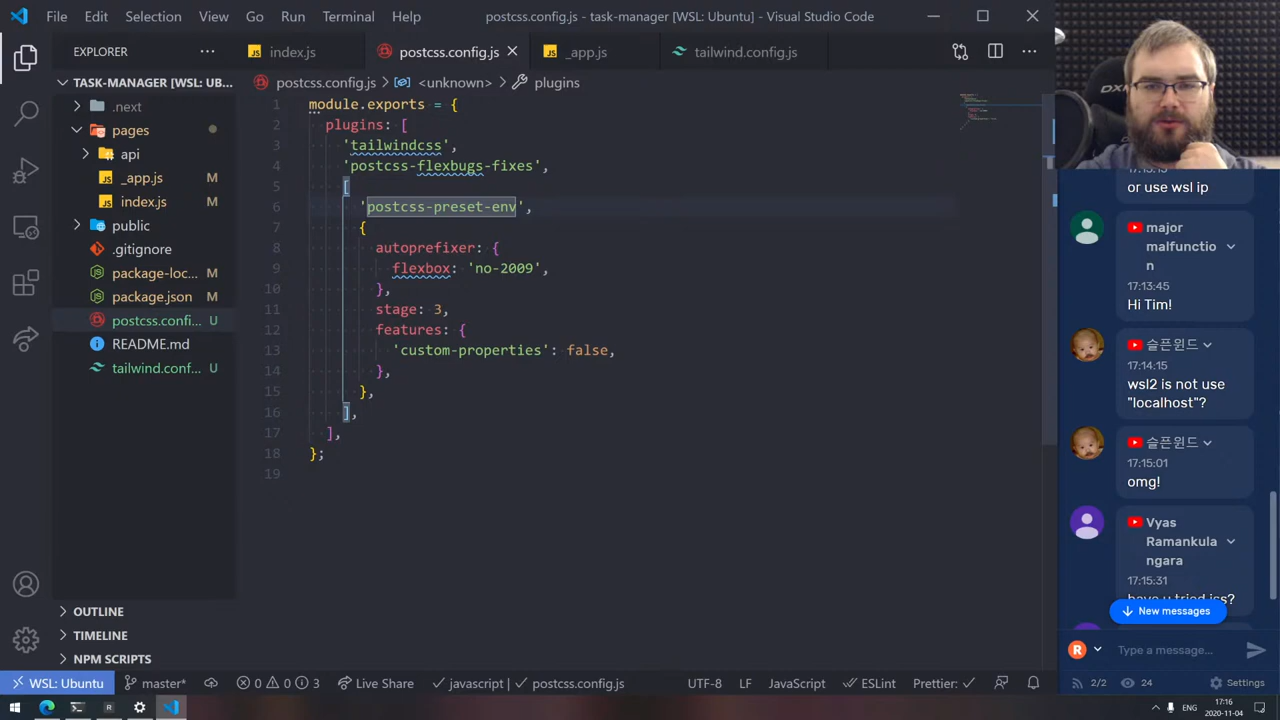 File Edit Selection View Go Run Terminal Help
postcss.config.js - task-manager [WSL: Ubuntu] - Visual Studio Code
EXPLORER
index.js
postcss.config.js
_app.js
tailwind.config.js
TASK-MANAGER [WSL: UB...
postcss.config.js > <unknown> > plugins
.next
pages
api
_app.js M
index.js M
public
.gitignore
package-loc... M
package.json M
postcss.confi... U
README.md
tailwind.conf... U
OUTLINE
TIMELINE
NPM SCRIPTS
1 module.exports = {
2 plugins: [
3 'tailwindcss',
4 'postcss-flexbugs-fixes',
5 [
6 'postcss-preset-env',
7 {
8 autoprefixer: {
9 flexbox: 'no-2009',
10 },
11 stage: 3,
12 features: {
13 'custom-properties': false,
14 },
15 },
16 ],
17 ],
18 };
19
WSL: Ubuntu master* 0 0 3 Live Share javascript | postcss.config.js UTF-8 LF JavaScript ESLint Prettier:
DX
or use wsl ip
major
malfunctio
n
17:13:45
Hi Tim!
슬픈윈드
17:14:15
wsl2 is not use
"localhost"?
슬픈윈드
17:15:01
omg!
Vyas
Ramankula
ngara
17:15:31
New messages
R
Type a message...
2/2 24 Settings
ENG
17:16
2020-11-04